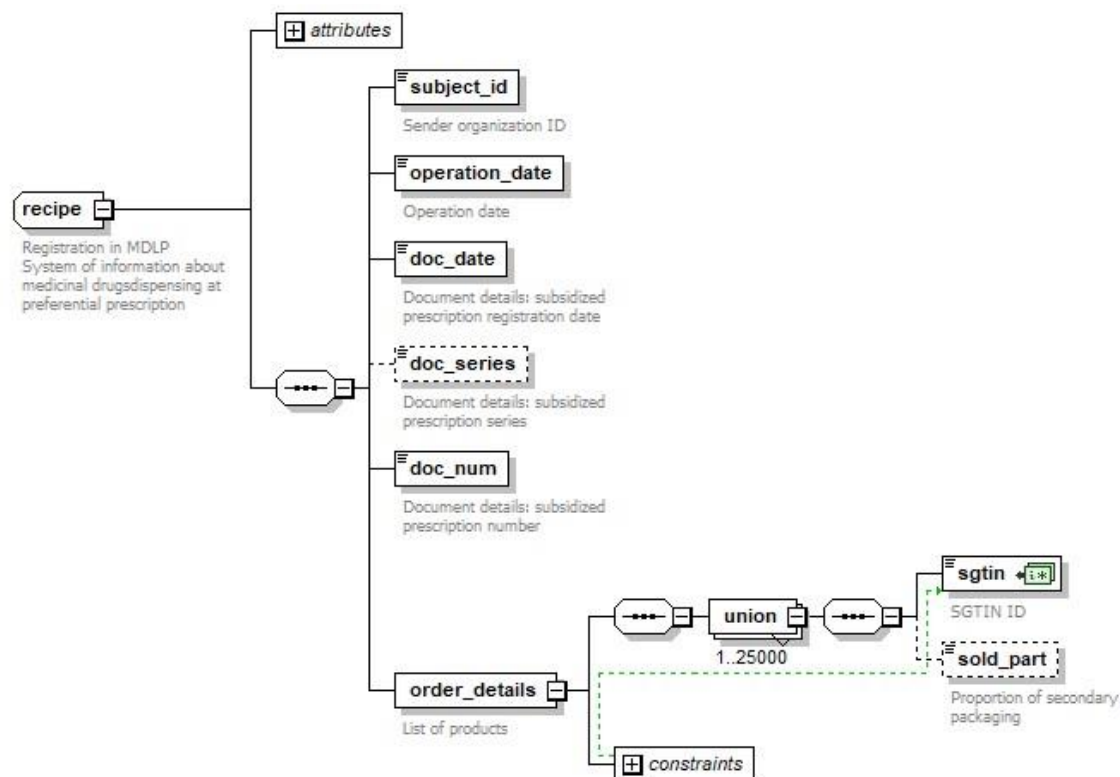 attributes
subject_id
Sender organization ID
operation_date
Operation date
recipe
Registration in MDLP
System of information about
medicinal drugsdispensing at
preferential prescription
doc_date
Document details: subsidized
prescription registration date
doc_series
Document details: subsidized
prescription series
doc_num
Document details: subsidized
prescription number
sgtin
SGTIN ID
union
1..25000
sold_part
Proportion of secondary
packaging
order_details
List of products
constraints